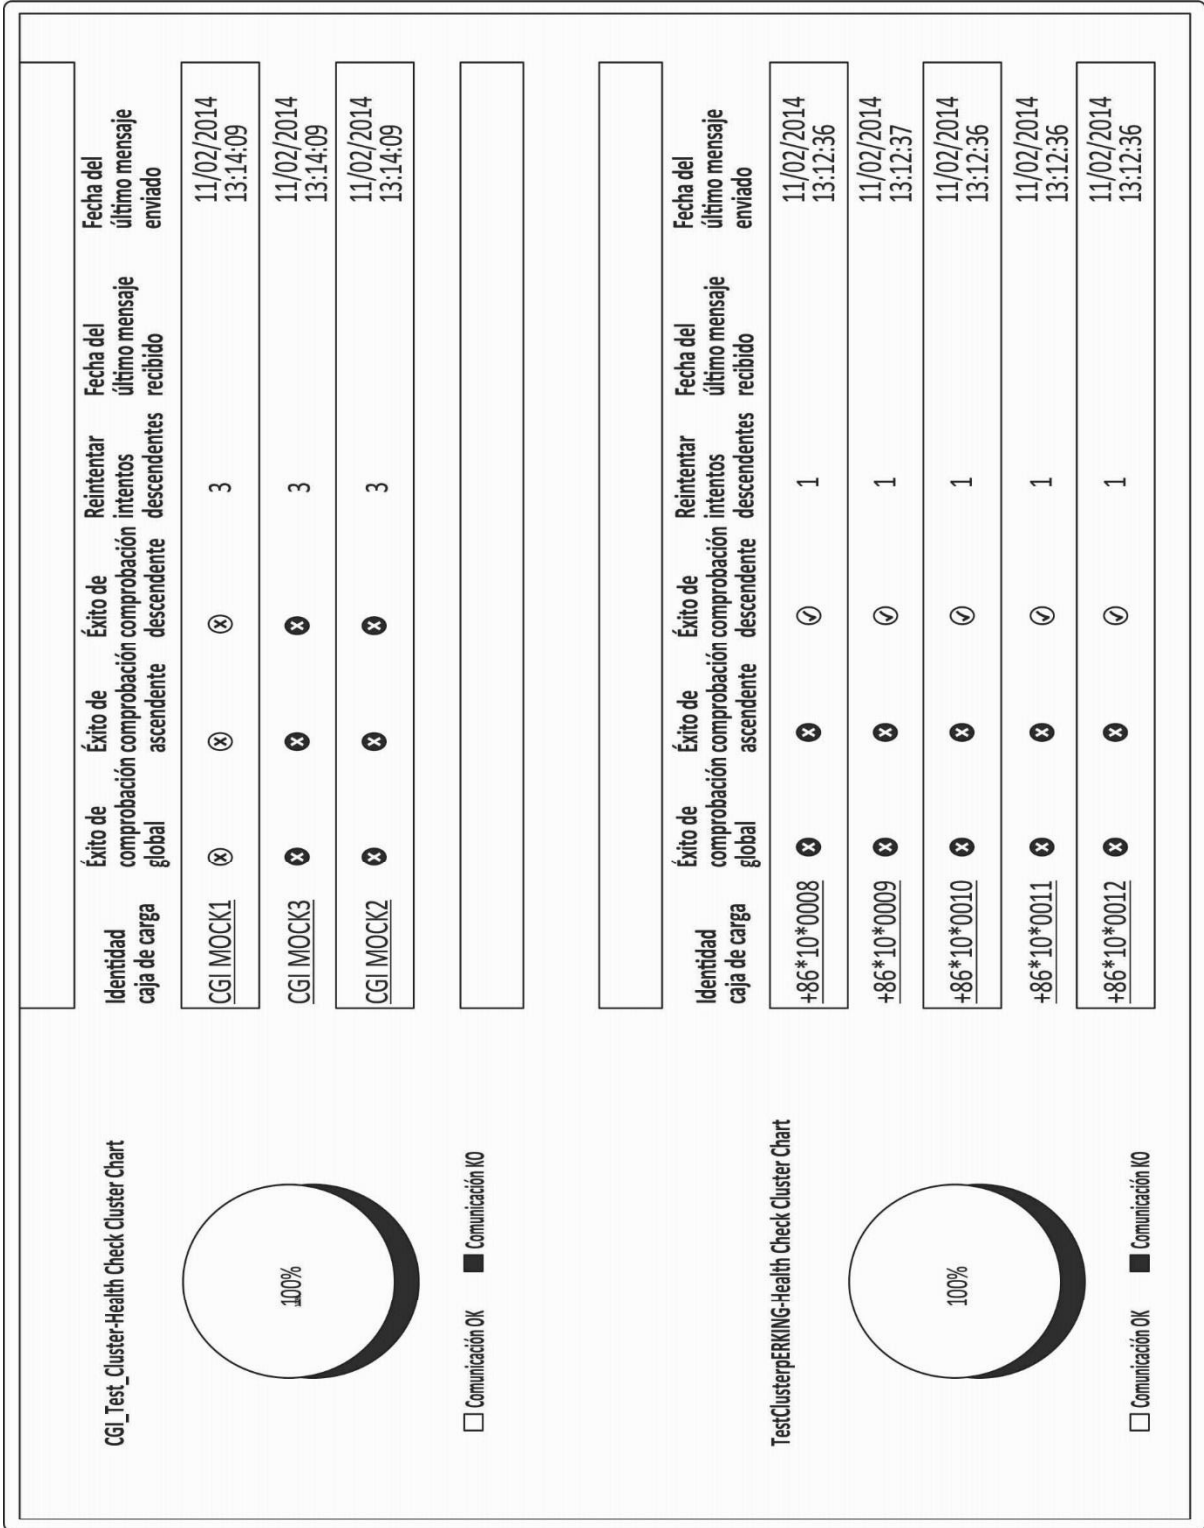 CGI_Test_Cluster-Health Check Cluster Chart
100%
Comunicación OK
Comunicación KO
Identidad
caja de carga
Éxito de
comprobación
global
Éxito de
comprobación
ascendente
Éxito de
comprobación
descendente
Reintentar
intentos
descendentes
Fecha del
último mensaje
recibido
Fecha del
último mensaje
enviado
CGI MOCK1
3
11/02/2014
13:14:09
CGI MOCK3
3
11/02/2014
13:14:09
CGI MOCK2
3
11/02/2014
13:14:09
TestClusterpERKING-Health Check Cluster Chart
100%
Comunicación OK
Comunicación KO
Identidad
caja de carga
Éxito de
comprobación
global
Éxito de
comprobación
ascendente
Éxito de
comprobación
descendente
Reintentar
intentos
descendentes
Fecha del
último mensaje
recibido
Fecha del
último mensaje
enviado
+86*10*0008
1
11/02/2014
13:12:36
+86*10*0009
1
11/02/2014
13:12:37
+86*10*0010
1
11/02/2014
13:12:36
+86*10*0011
1
11/02/2014
13:12:36
+86*10*0012
1
11/02/2014
13:12:36